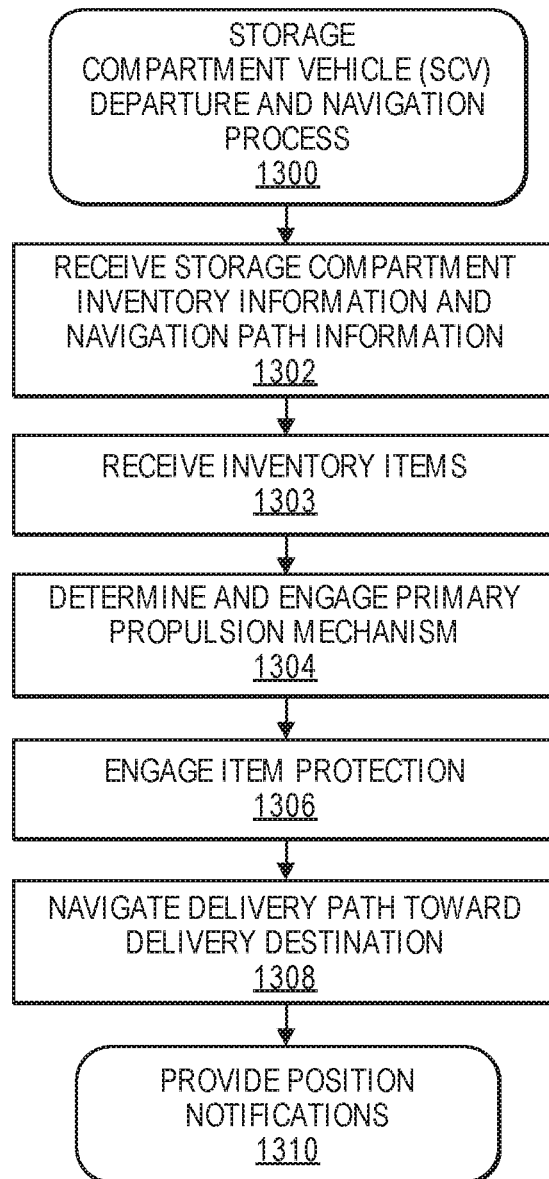 STORAGE
COMPARTMENT VEHICLE (SCV)
DEPARTURE AND NAVIGATION
PROCESS
1300
RECEIVE STORAGE COMPARTMENT
INVENTORY INFORMATION AND
NAVIGATION PATH INFORMATION
1302
RECEIVE INVENTORY ITEMS
1303
DETERMINE AND ENGAGE PRIMARY
PROPULSION MECHANISM
1304
ENGAGE ITEM PROTECTION
1306
NAVIGATE DELIVERY PATH TOWARD
DELIVERY DESTINATION
1308
PROVIDE POSITION
NOTIFICATIONS
1310